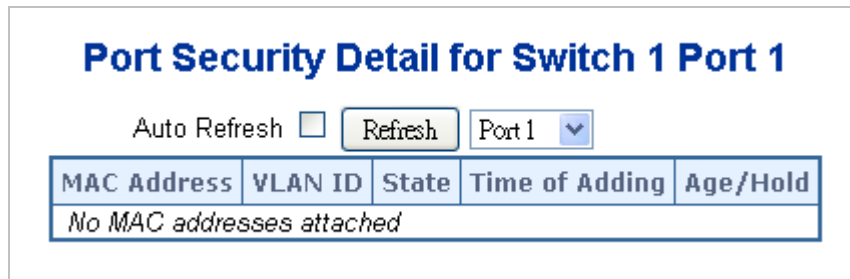 Port Security Detail for Switch 1 Port 1
Auto Refresh Refresh Port 1
MAC Address VLAN ID State Time of Adding Age/Hold
No MAC addresses attached